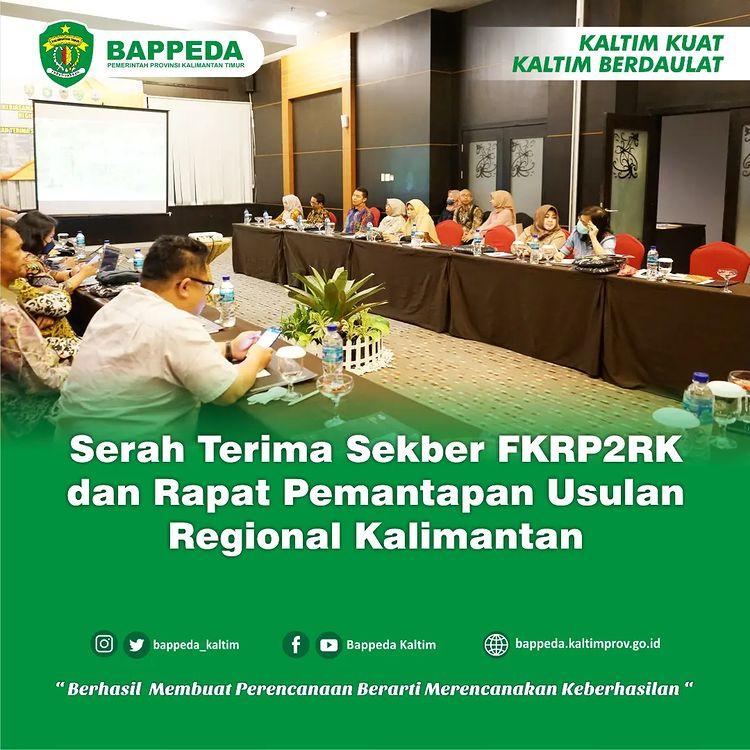 BAPPEDA
PEMERINTAH PROVINSI KALIMANTAN TIMUR
KALTIM KUAT
KALTIM BERDAULAT
Serah Terima Sekber FKRP2RK
dan Rapat Pemantapan Usulan
Regional Kalimantan
bappeda_kaltim
Bappeda Kaltim
bappeda.kaltimprov.go.id
“ Berhasil Membuat Perencanaan Berarti Merencanakan Keberhasilan “